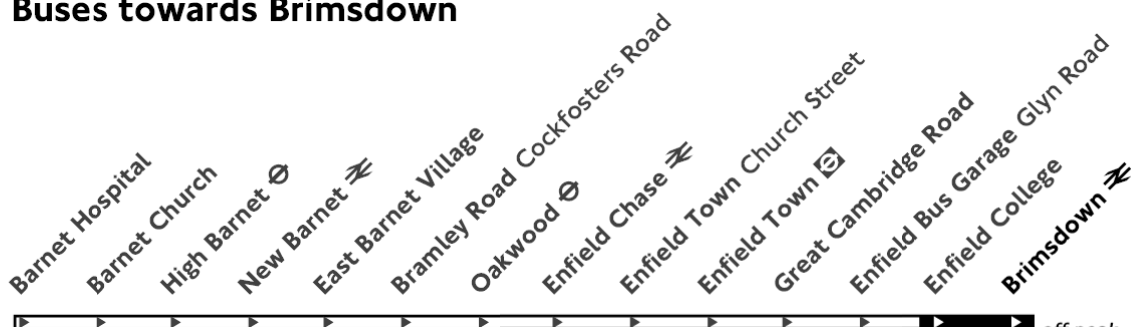 Buses towards Brimsdown
Barnet Hospital
Barnet Church
High Barnet
New Barnet
East Barnet Village
Bramley Road Cockfosters Road
Oakwood
Enfield Chase
Enfield Town Church Street
Enfield Town
Great Cambridge Road
Enfield Bus Garage Glyn Road
Enfield College
Brimsdown
off-peak